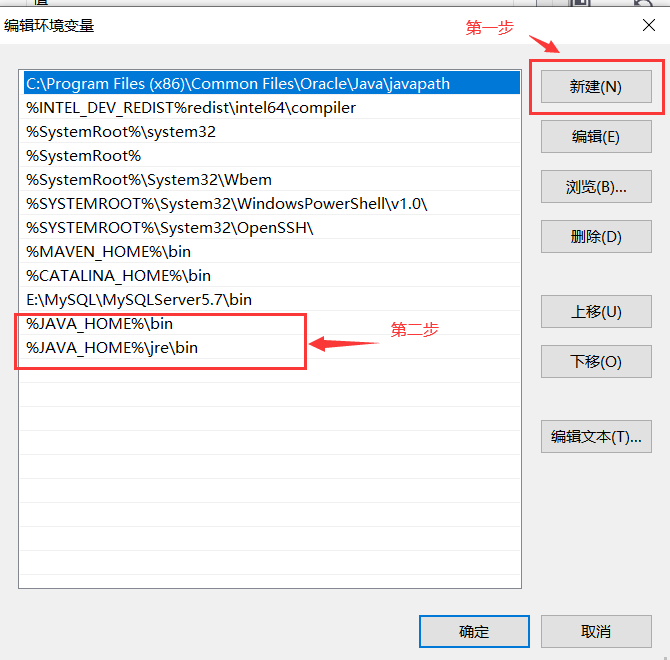 值
编辑环境变量
第一步
C:\Program Files (x86)\Common Files\Oracle\Java\javapath
新建(N)
%INTEL_DEV_REDIST%redist\intel64\compiler
%SystemRoot%\system32
编辑(E)
%SystemRoot%
%SystemRoot%\System32\Wbem
浏览(B)...
%SYSTEMROOT%\System32\WindowsPowerShell\v1.0\
%SYSTEMROOT%\System32\OpenSSH\
删除(D)
%MAVEN_HOME%\bin
%CATALINA_HOME%\bin
E:\MySQL\MySQLServer5.7\bin
上移(U)
%JAVA_HOME%\bin
第二步
%JAVA_HOME%\jre\bin
下移(O)
编辑文本(T)...
确定
取消